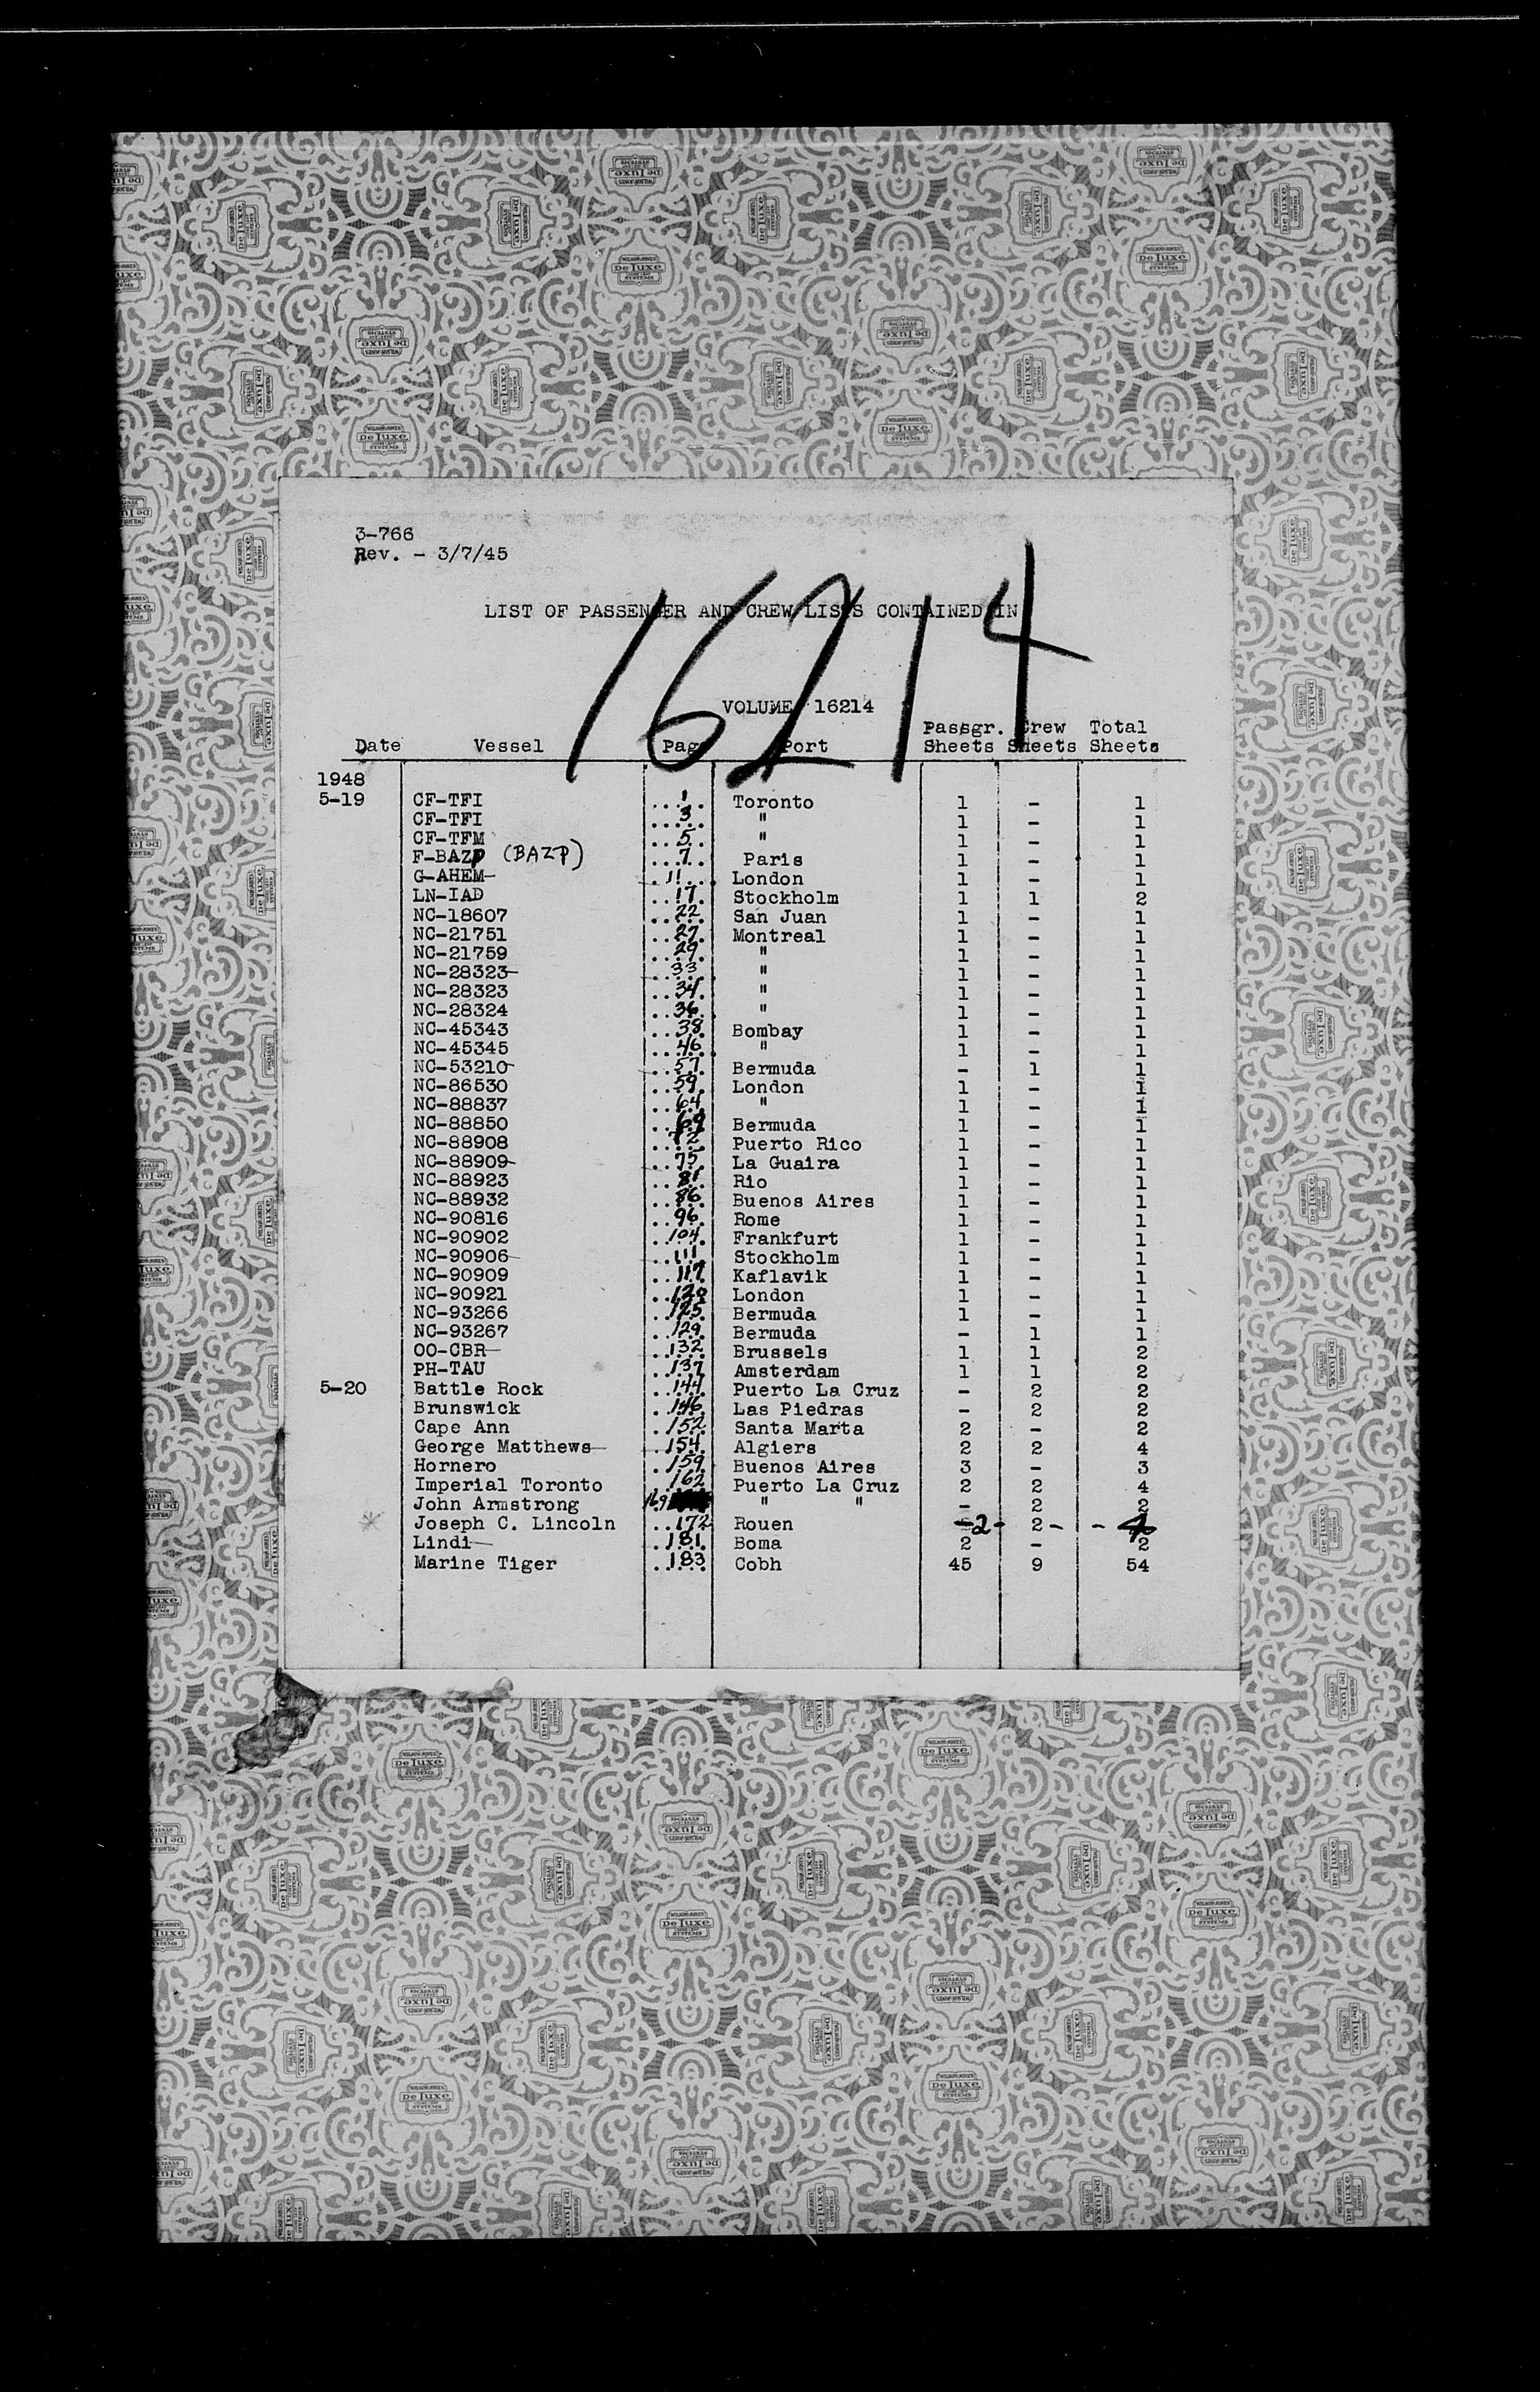 3-766
Rev. - 3/7/45
16214
LIST OF PASSENGER AND CREW LISTS CONTAINED IN
VOLUME 16214
Date Vessel Page Port Passgr. Sheets Crew Sheets Total Sheets
1948
5-19 CF-TFI 1 Toronto 1 - 1
CF-TFI 3 " 1 - 1
CF-TFM 5 " 1 - 1
F-BAZP (BAZP) 7 Paris 1 - 1
G-AHEM 11 London 1 - 1
LN-IAD 17 Stockholm 1 1 2
NC-18607 22 San Juan 1 - 1
NC-21751 27 Montreal 1 - 1
NC-21759 29 " 1 - 1
NC-28323 33 " 1 - 1
NC-28323 34 " 1 - 1
NC-28324 36 " 1 - 1
NC-45343 38 Bombay 1 - 1
NC-45345 46 " 1 - 1
NC-53210 57 Bermuda - 1 1
NC-86530 59 London 1 - 1
NC-88837 64 " 1 - 1
NC-88850 69 Bermuda 1 - 1
NC-88908 72 Puerto Rico 1 - 1
NC-88909 75 La Guaira 1 - 1
NC-88923 81 Rio 1 - 1
NC-88932 86 Buenos Aires 1 - 1
NC-90816 96 Rome 1 - 1
NC-90902 104 Frankfurt 1 - 1
NC-90906 111 Stockholm 1 - 1
NC-90909 117 Kaflavik 1 - 1
NC-90921 120 London 1 - 1
NC-93266 125 Bermuda 1 - 1
NC-93267 129 Bermuda - 1 1
OO-CBR 132 Brussels 1 1 2
PH-TAU 137 Amsterdam 1 1 2
5-20 Battle Rock 144 Puerto La Cruz - 2 2
Brunswick 146 Las Piedras - 2 2
Cape Ann 152 Santa Marta 2 - 2
George Matthews 154 Algiers 2 2 4
Hornero 159 Buenos Aires 3 - 3
Imperial Toronto 162 Puerto La Cruz 2 2 4
John Armstrong 169 " " - 2 2
Joseph C. Lincoln 172 Rouen -2- 2 - - 4
Lindi 181 Boma 2 - 2
Marine Tiger 183 Cobh 45 9 54
WILSON-JONES
De Luxe
SYSTEMS